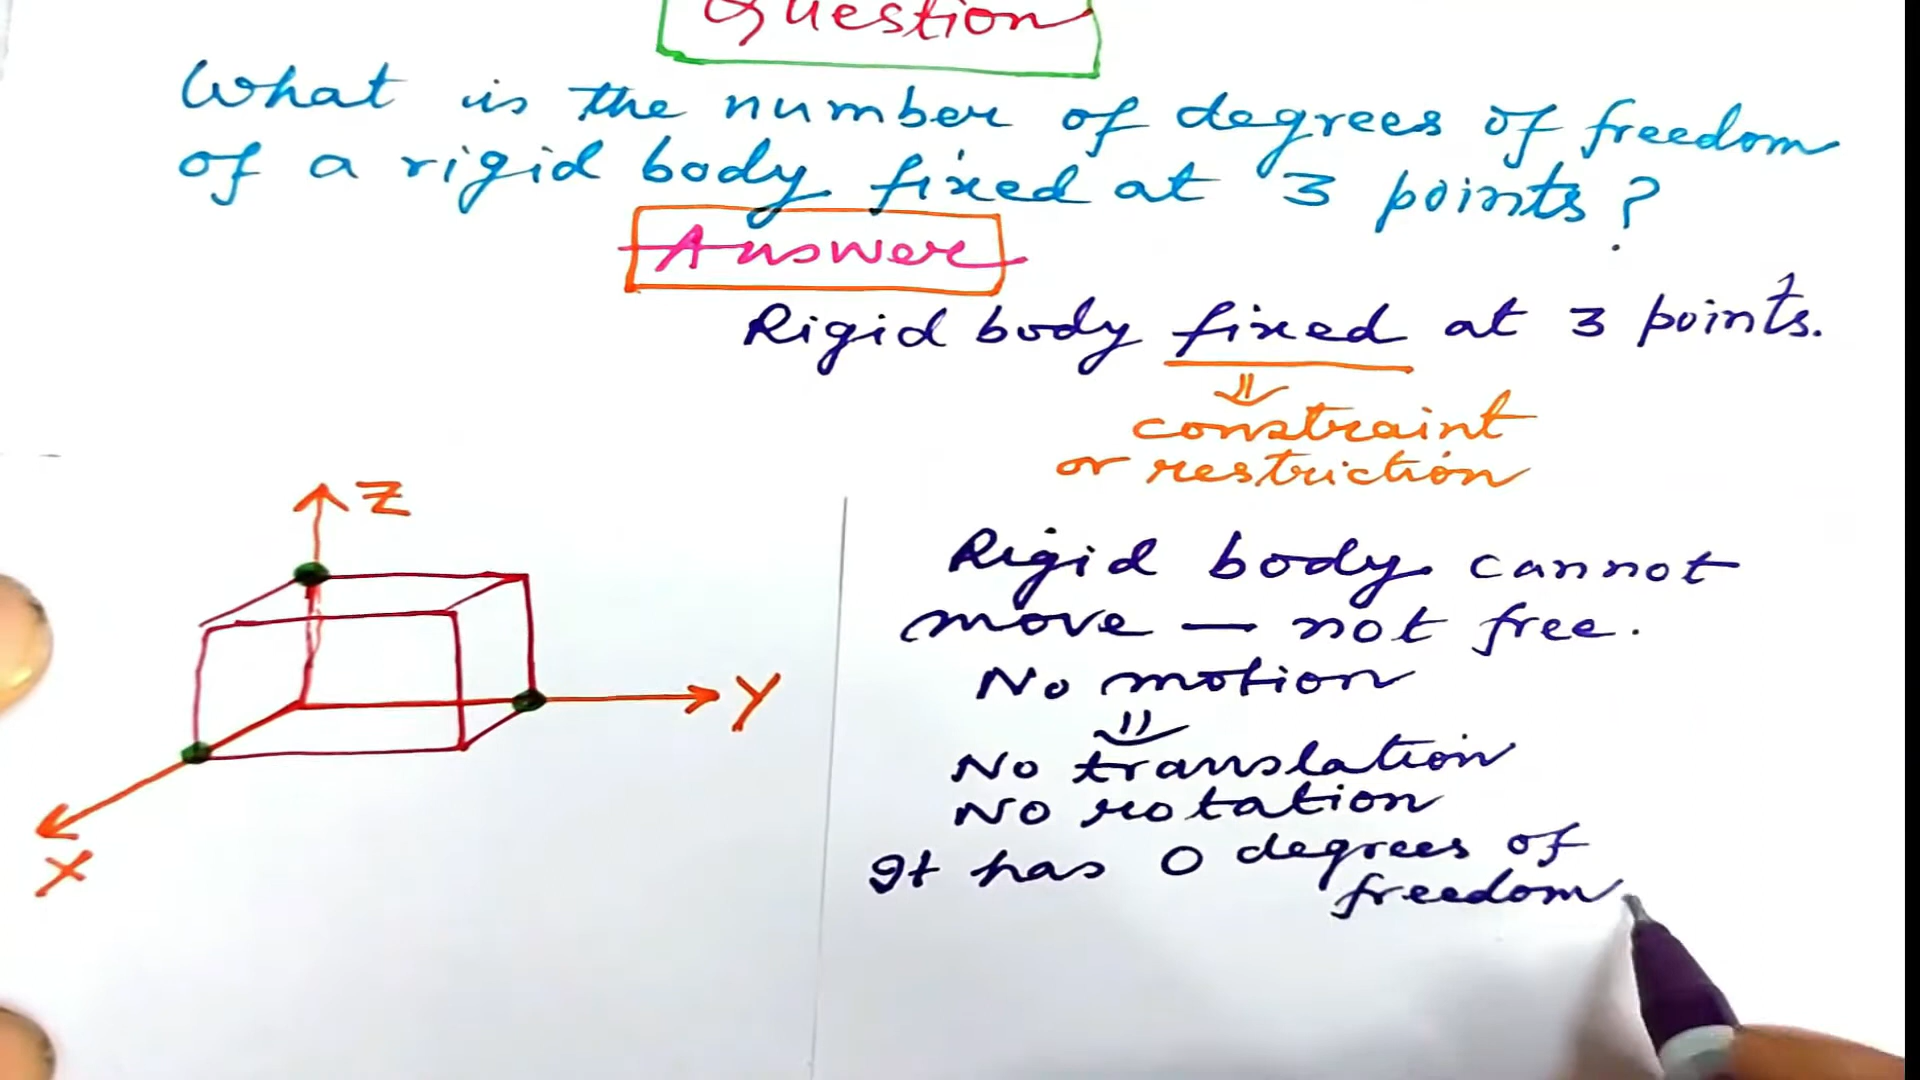 Question
What is the number of degrees of freedom
of a rigid body fixed at 3 points?
Answer
Rigid body fixed at 3 points.
constraint
or restriction
Z
Y
X
Rigid body cannot
move — not free.
No motion
No translation
No rotation
It has 0 degrees of
freedom